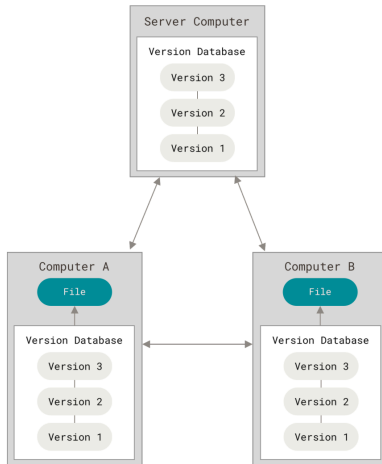 Server Computer
Version Database
Version 3
Version 2
Version 1
Computer A
File
Version Database
Version 3
Version 2
Version 1
Computer B
File
Version Database
Version 3
Version 2
Version 1